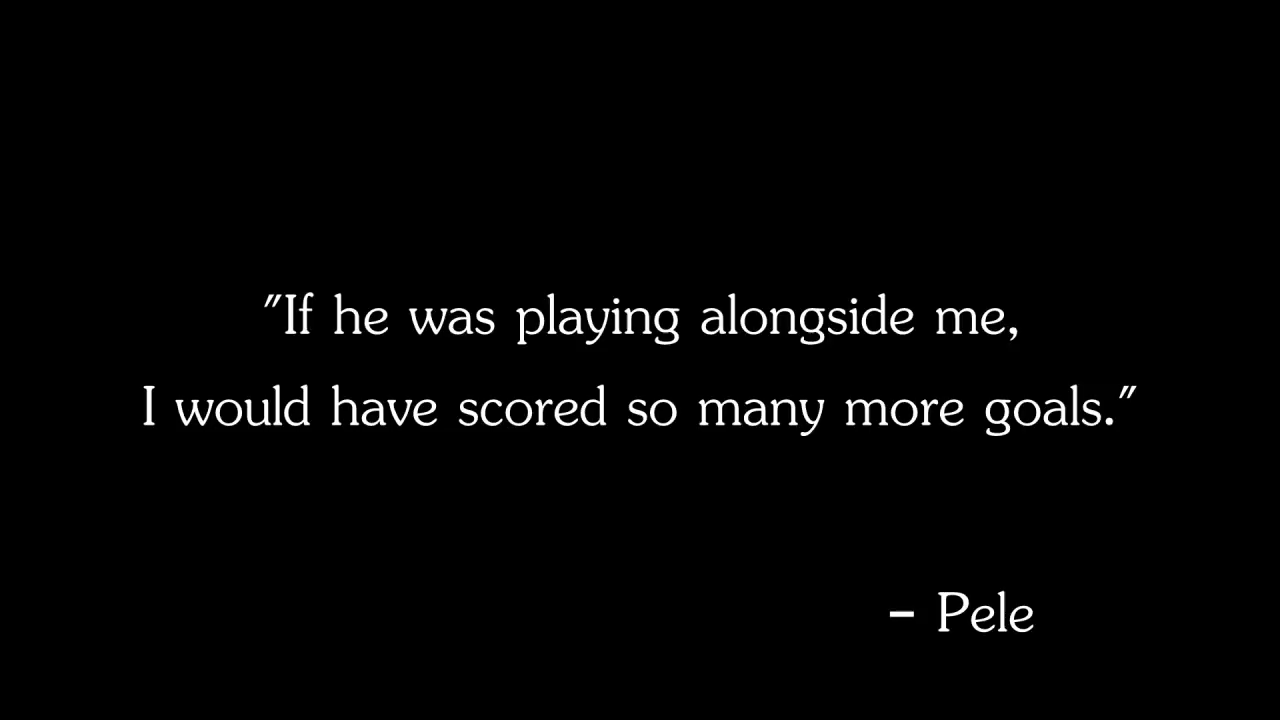 "If he was playing alongside me,
I would have scored so many more goals."
– Pele